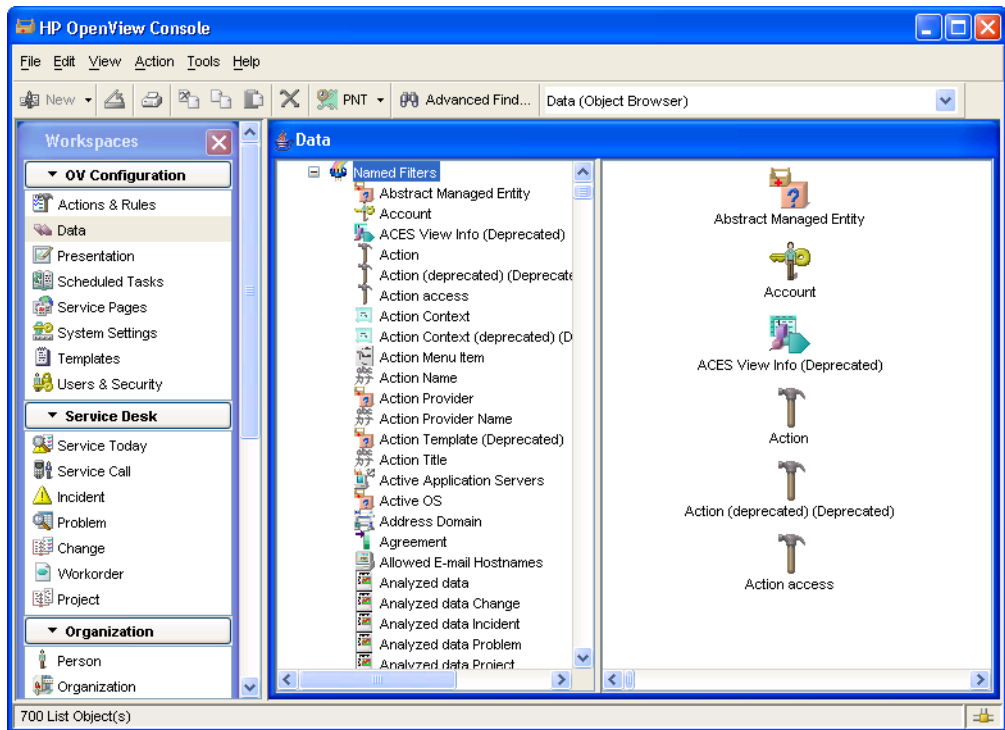 HP OpenView Console
File Edit View Action Tools Help
New PNT Advanced Find... Data (Object Browser)
Workspaces
OV Configuration
Actions & Rules
Data
Presentation
Scheduled Tasks
Service Pages
System Settings
Templates
Users & Security
Service Desk
Service Today
Service Call
Incident
Problem
Change
Workorder
Project
Organization
Person
Organization
Data
Named Filters
Abstract Managed Entity
Account
ACES View Info (Deprecated)
Action
Action (deprecated) (Deprecate
Action access
Action Context
Action Context (deprecated) (D
Action Menu Item
Action Name
Action Provider
Action Provider Name
Action Template (Deprecated)
Action Title
Active Application Servers
Active OS
Address Domain
Agreement
Allowed E-mail Hostnames
Analyzed data
Analyzed data Change
Analyzed data Incident
Analyzed data Problem
Analyzed data Project
Abstract Managed Entity
Account
ACES View Info (Deprecated)
Action
Action (deprecated) (Deprecated)
Action access
700 List Object(s)